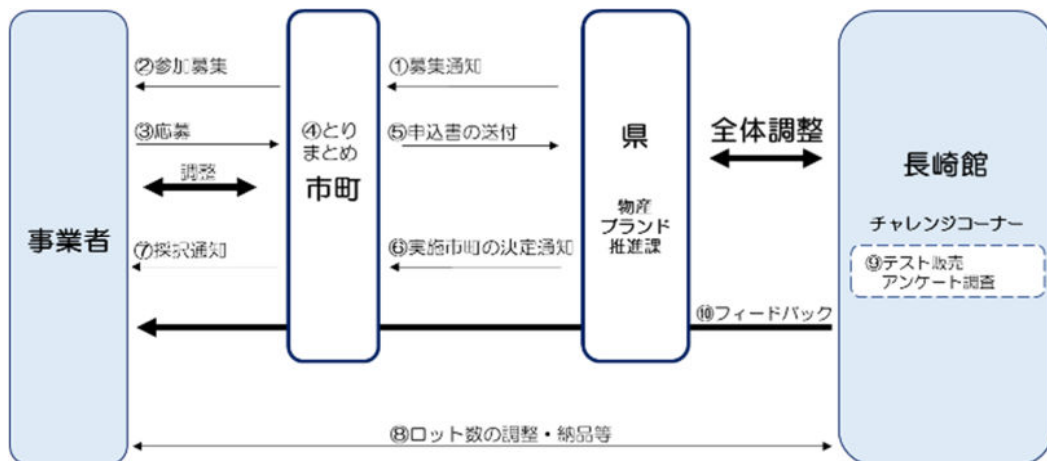 事業者
②参加募集
③応募
調整
⑦採択通知
④とり
まとめ
市町
①募集通知
⑤申込書の送付
⑥実施市町の決定通知
県
物産
ブランド
推進課
全体調整
⑩フィードバック
長崎館
チャレンジコーナー
⑨テスト販売
アンケート調査
⑧ロット数の調整・納品等